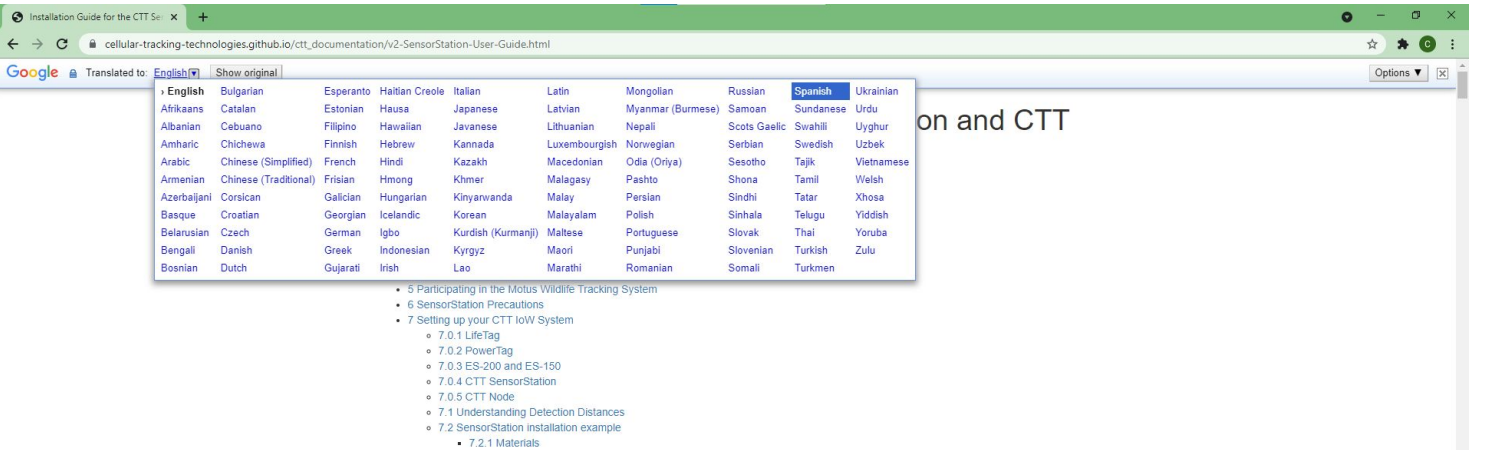 Installation Guide for the CTT Se
cellular-tracking-technologies.github.io/ctt_documentation/v2-SensorStation-User-Guide.html
C
Google Translated to: English Show original Options ▼
› English Bulgarian Esperanto Haitian Creole Italian Latin Mongolian Russian Spanish Ukrainian
Afrikaans Catalan Estonian Hausa Japanese Latvian Myanmar (Burmese) Samoan Sundanese Urdu
Albanian Cebuano Filipino Hawaiian Javanese Lithuanian Nepali Scots Gaelic Swahili Uyghur
Amharic Chichewa Finnish Hebrew Kannada Luxembourgish Norwegian Serbian Swedish Uzbek
Arabic Chinese (Simplified) French Hindi Kazakh Macedonian Odia (Oriya) Sesotho Tajik Vietnamese
Armenian Chinese (Traditional) Frisian Hmong Khmer Malagasy Pashto Shona Tamil Welsh
Azerbaijani Corsican Galician Hungarian Kinyarwanda Malay Persian Sindhi Tatar Xhosa
Basque Croatian Georgian Icelandic Korean Malayalam Polish Sinhala Telugu Yiddish
Belarusian Czech German Igbo Kurdish (Kurmanji) Maltese Portuguese Slovak Thai Yoruba
Bengali Danish Greek Indonesian Kyrgyz Maori Punjabi Slovenian Turkish Zulu
Bosnian Dutch Gujarati Irish Lao Marathi Romanian Somali Turkmen
on and CTT
• 5 Participating in the Motus Wildlife Tracking System
• 6 SensorStation Precautions
• 7 Setting up your CTT IoW System
◦ 7.0.1 LifeTag
◦ 7.0.2 PowerTag
◦ 7.0.3 ES-200 and ES-150
◦ 7.0.4 CTT SensorStation
◦ 7.0.5 CTT Node
◦ 7.1 Understanding Detection Distances
◦ 7.2 SensorStation installation example
▪ 7.2.1 Materials